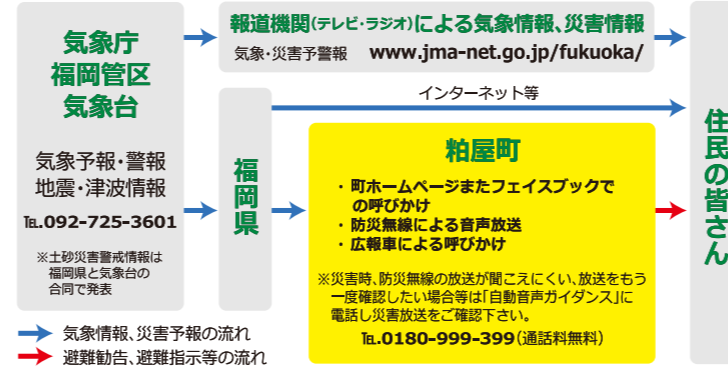 気象庁
福岡管区
気象台
気象予報・警報
地震・津波情報
℡.092-725-3601
※土砂災害警戒情報は
福岡県と気象台の
合同で発表
報道機関(テレビ・ラジオ)による気象情報、災害情報
気象・災害予警報 www.jma-net.go.jp/fukuoka/
インターネット等
福岡県
粕屋町
・町ホームページまたフェイスブックで
の呼びかけ
・防災無線による音声放送
・広報車による呼びかけ
※災害時、防災無線の放送が聞こえにくい、放送をもう
一度確認したい場合等は「自動音声ガイダンス」に
電話し災害放送をご確認下さい。
℡.0180-999-399(通話料無料)
住民の皆さん
気象情報、災害予報の流れ
避難勧告、避難指示等の流れ